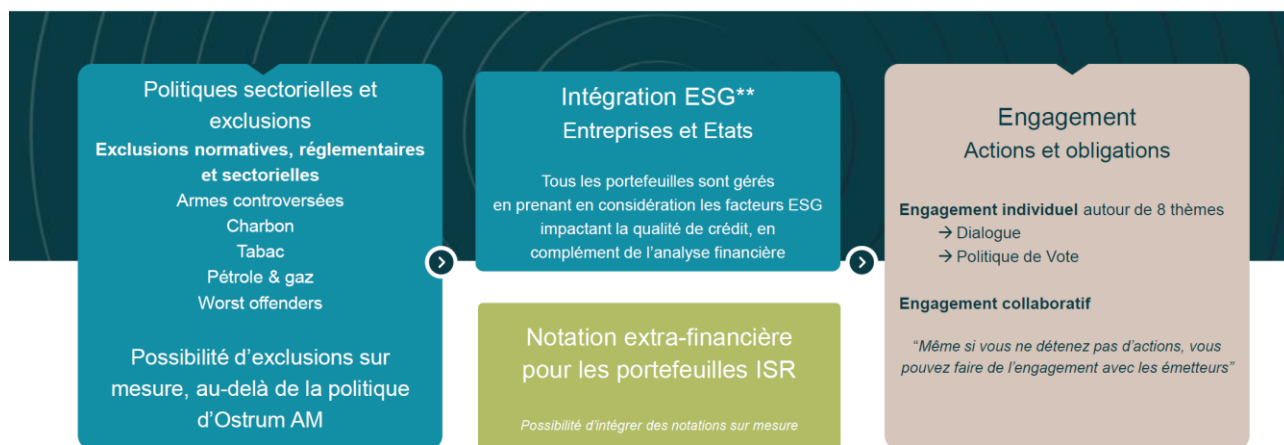 Politiques sectorielles et
exclusions
Exclusions normatives, réglementaires
et sectorielles
Armes controversées
Charbon
Tabac
Pétrole & gaz
Worst offenders
Possibilité d'exclusions sur
mesure, au-delà de la politique
d'Ostrum AM
Intégration ESG**
Entreprises et Etats
Tous les portefeuilles sont gérés
en prenant en considération les facteurs ESG
impactant la qualité de crédit, en
complément de l'analyse financière
Notation extra-financière
pour les portefeuilles ISR
Possibilité d'intégrer des notations sur mesure
Engagement
Actions et obligations
Engagement individuel autour de 8 thèmes
→ Dialogue
→ Politique de Vote
Engagement collaboratif
“Même si vous ne détenez pas d'actions, vous
pouvez faire de l'engagement avec les émetteurs”